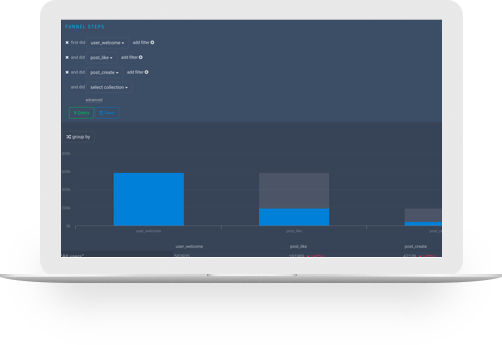 FUNNEL STEPS
first did user_welcome add filter
and did post_like add filter
and did post_create add filter
and did select collection
advanced
Query
group by
user_welcome post_like
user_welcome post_like post_create